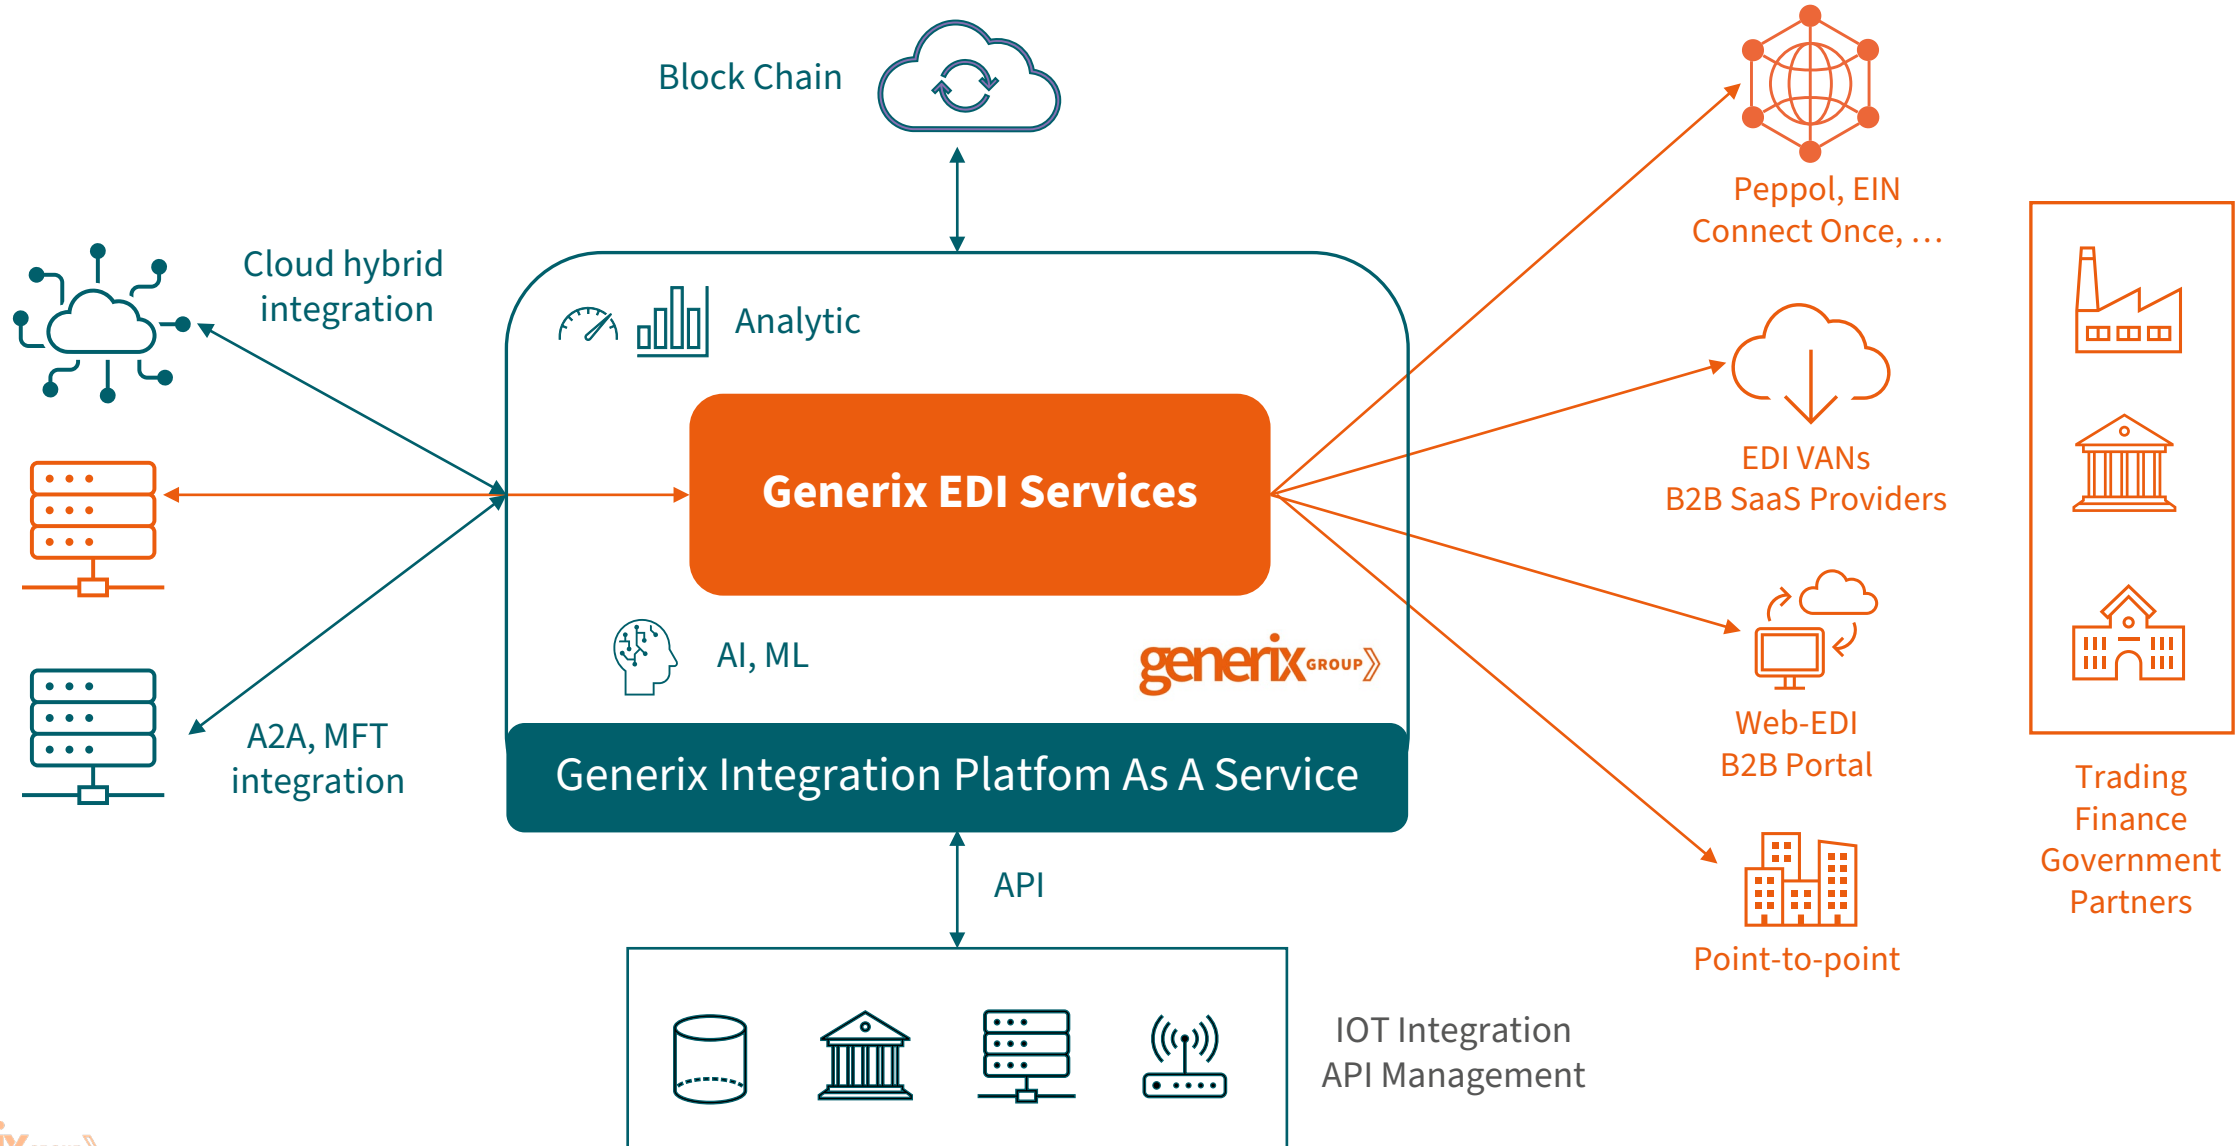 Block Chain
Peppol, EIN
Connect Once, …
Cloud hybrid
integration
Analytic
EDI VANs
B2B SaaS Providers
Generix EDI Services
AI, ML
generix GROUP
Web-EDI
B2B Portal
A2A, MFT
integration
Generix Integration Platfom As A Service
Trading
Finance
Government
Partners
API
Point-to-point
IOT Integration
API Management